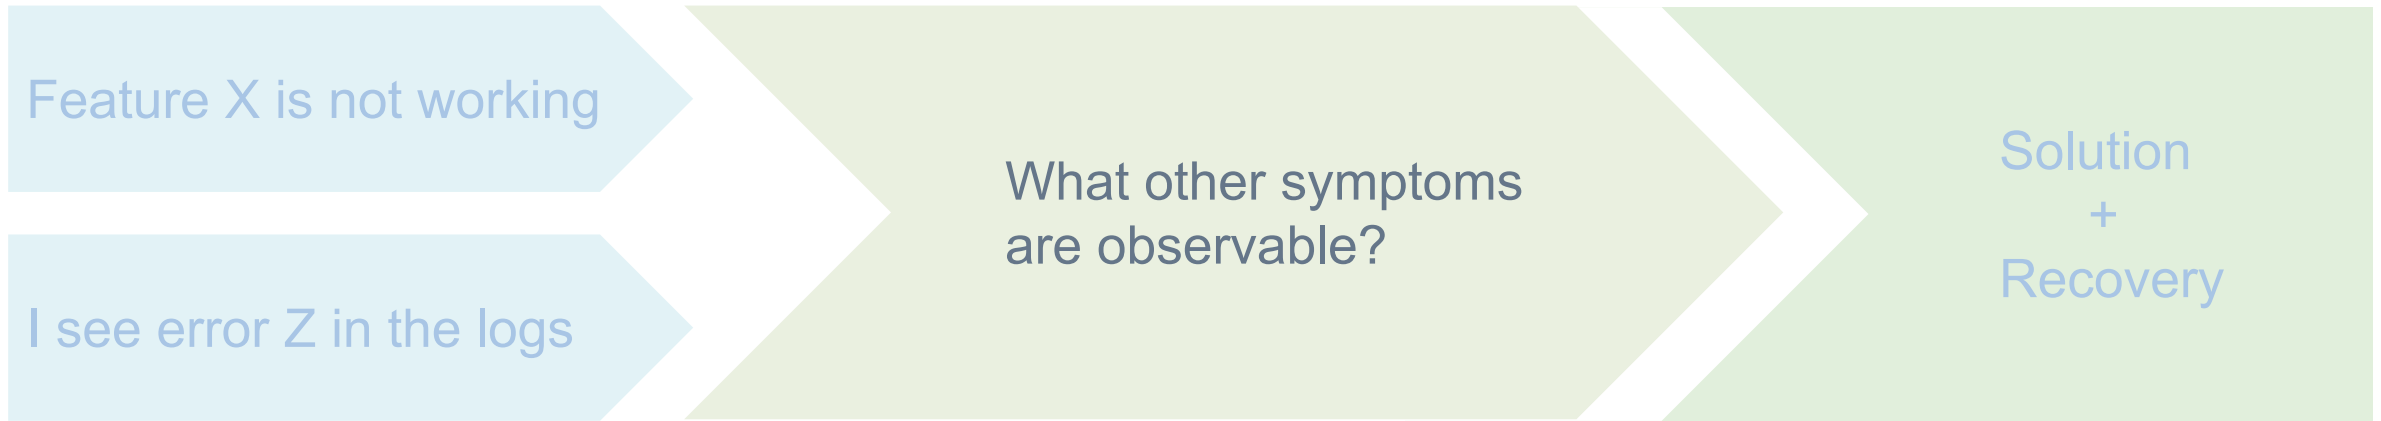 Feature X is not working
I see error Z in the logs
What other symptoms
are observable?
Solution
+
Recovery